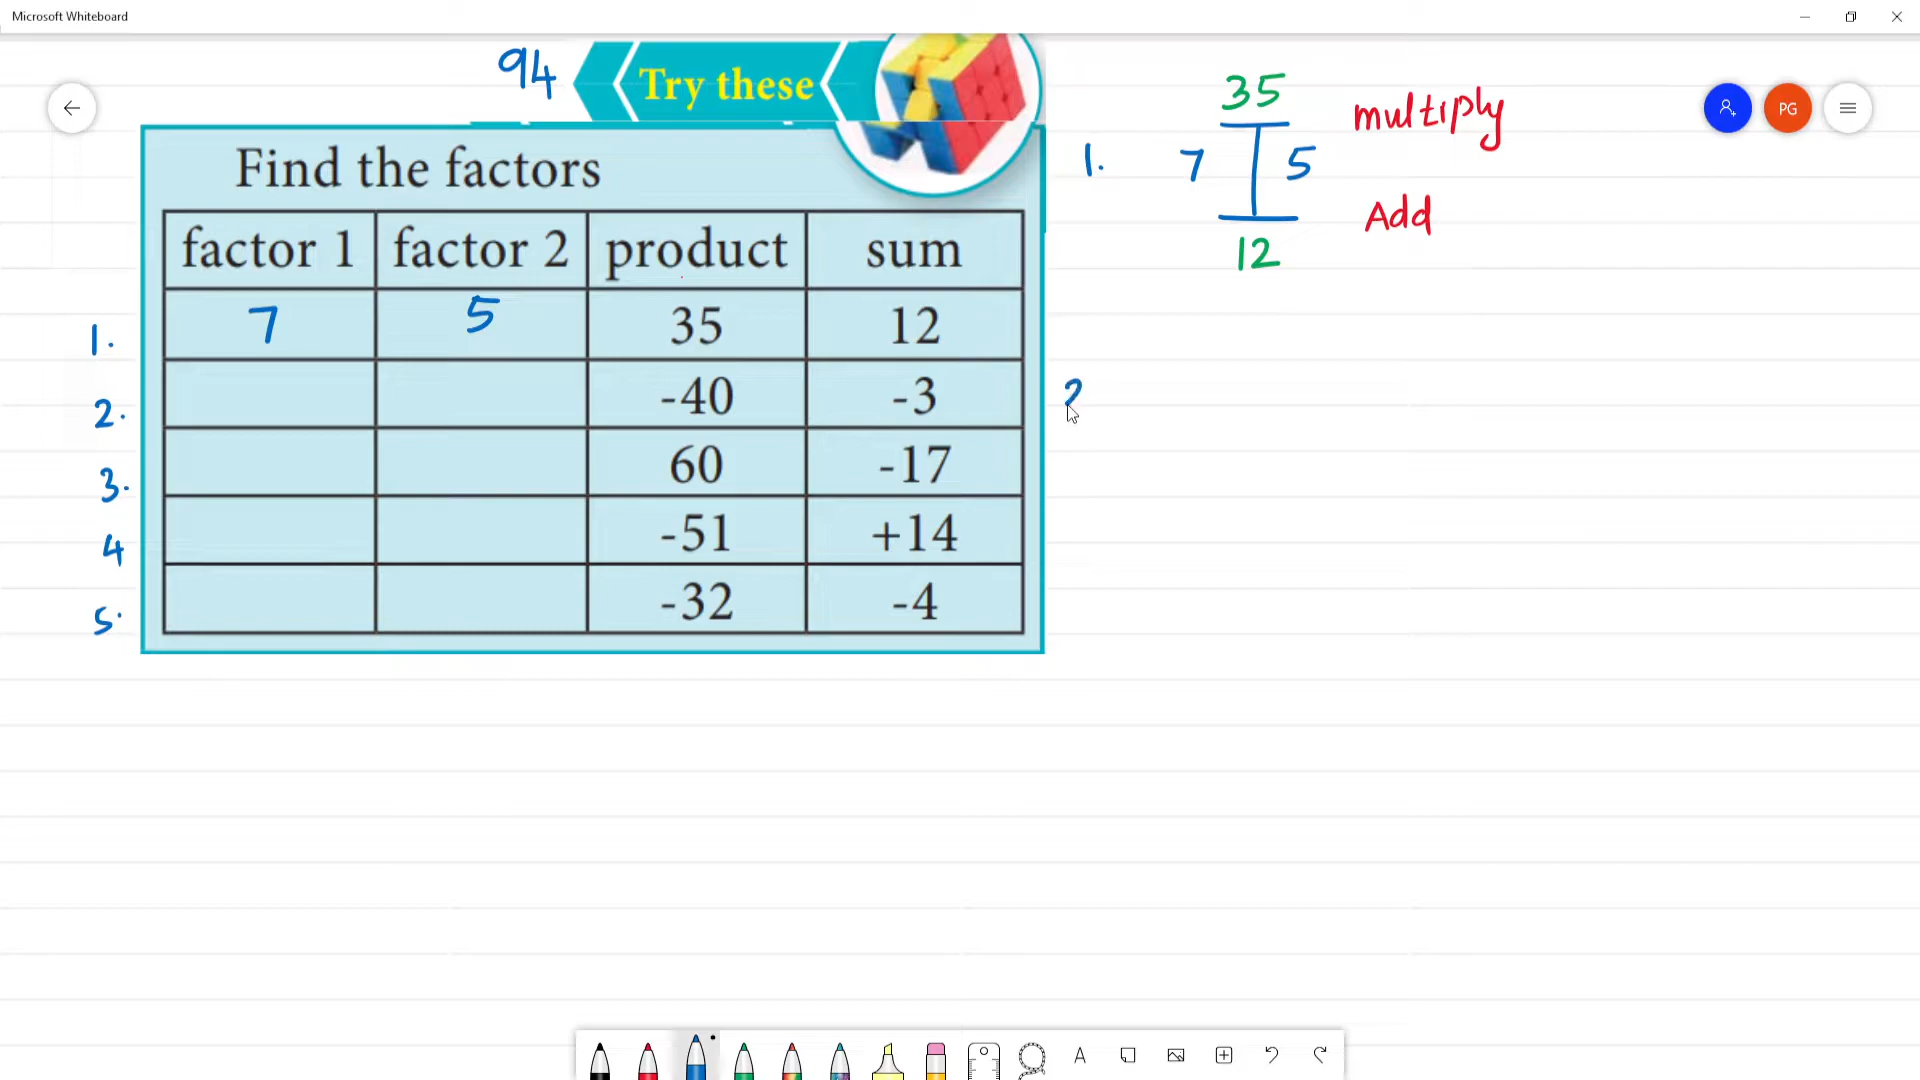 Microsoft Whiteboard
94 Try these
Find the factors
factor 1 factor 2 product sum
1. 7 5 35 12
2. -40 -3
3. 60 -17
4 -51 +14
5. -32 -4
35 multiply
1. 7 5
Add
12
2
PG
A